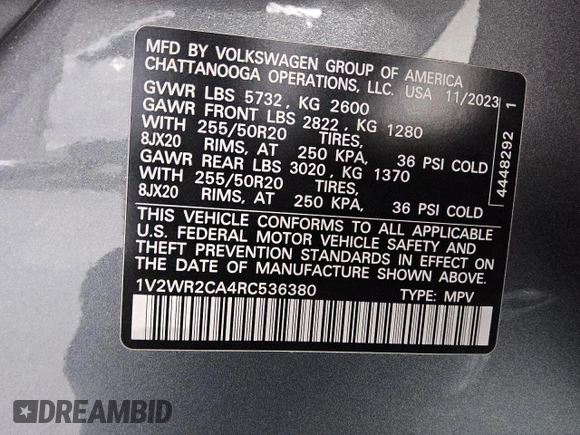 MFD BY VOLKSWAGEN GROUP OF AMERICA
CHATTANOOGA OPERATIONS, LLC. USA 11/2023
GVWR LBS 5732 , KG 2600
GAWR FRONT LBS 2822 , KG 1280
WITH 255/50R20 TIRES,
8JX20 RIMS, AT 250 KPA, 36 PSI COLD
GAWR REAR LBS 3020 , KG 1370
WITH 255/50R20 TIRES,
8JX20 RIMS, AT 250 KPA, 36 PSI COLD
THIS VEHICLE CONFORMS TO ALL APPLICABLE
U.S. FEDERAL MOTOR VEHICLE SAFETY AND
THEFT PREVENTION STANDARDS IN EFFECT ON
THE DATE OF MANUFACTURE SHOWN ABOVE.
1V2WR2CA4RC536380 TYPE: MPV
4448292 1
DREAMBID